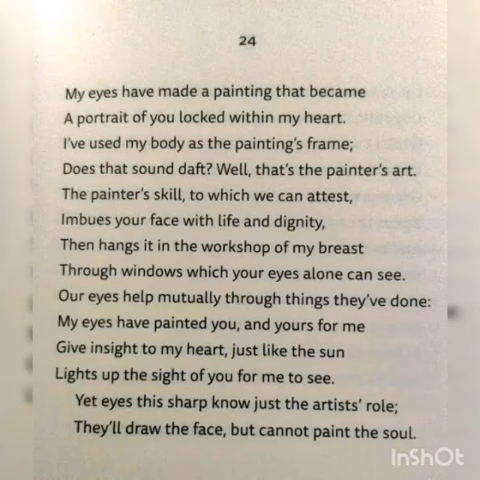 24
My eyes have made a painting that became
A portrait of you locked within my heart.
I've used my body as the painting's frame;
Does that sound daft? Well, that's the painter's art.
The painter's skill, to which we can attest,
Imbues your face with life and dignity,
Then hangs it in the workshop of my breast
Through windows which your eyes alone can see.
Our eyes help mutually through things they've done:
My eyes have painted you, and yours for me
Give insight to my heart, just like the sun
Lights up the sight of you for me to see.
Yet eyes this sharp know just the artists' role;
They'll draw the face, but cannot paint the soul.
InShOt